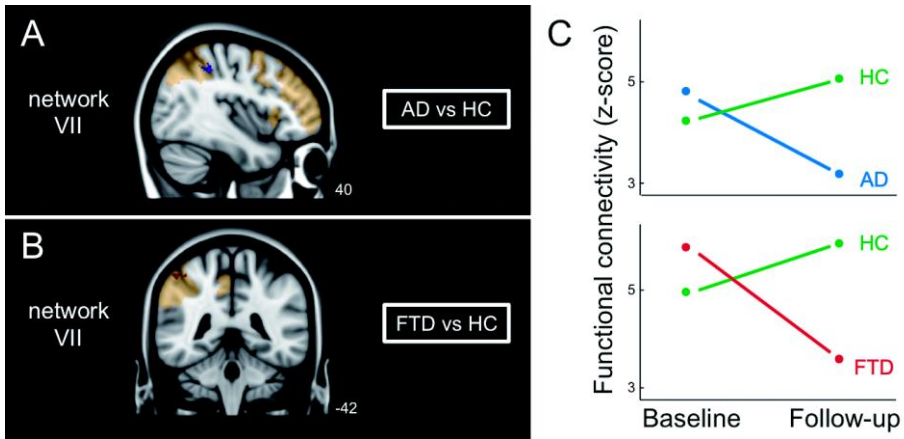 A
network
VII
AD vs HC
40
B
network
VII
FTD vs HC
-42
C
Functional connectivity (z-score)
5
3
HC
AD
5
3
HC
FTD
Baseline
Follow-up